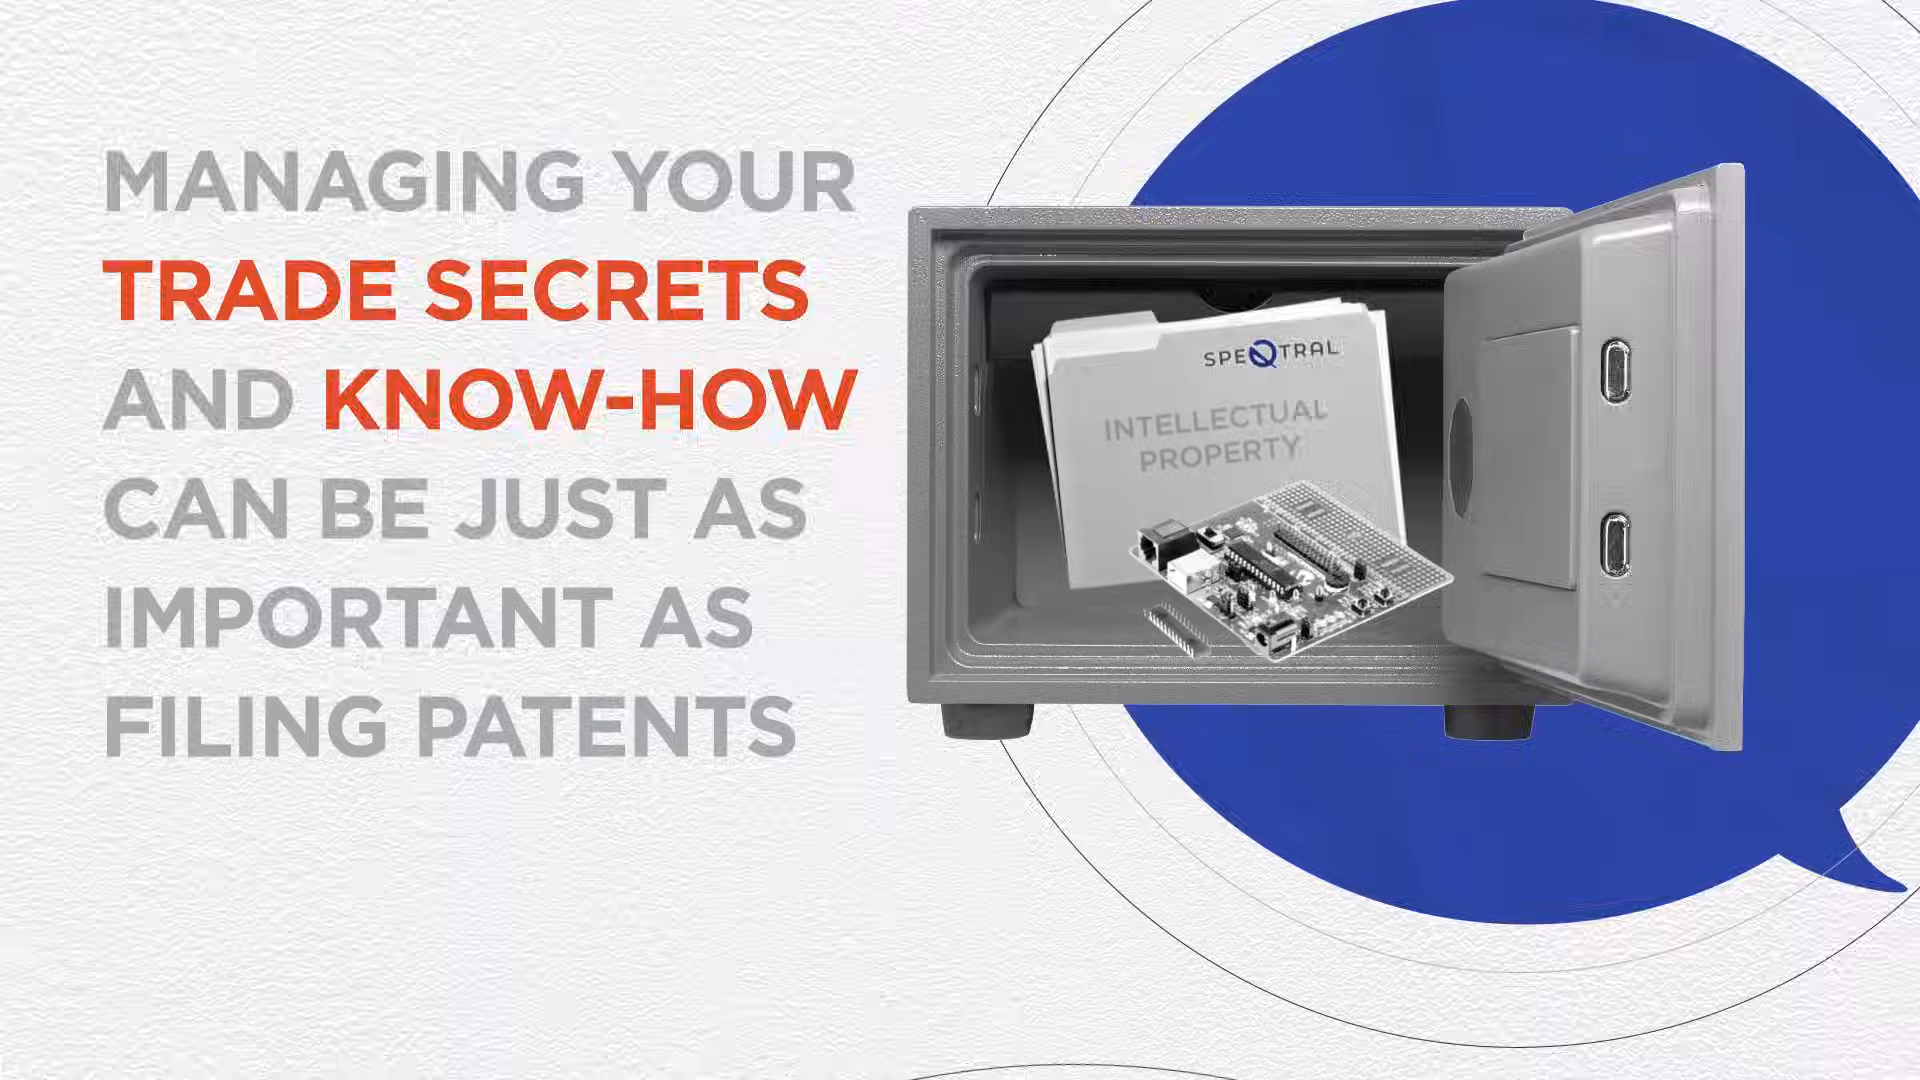 MANAGING YOUR
TRADE SECRETS
AND KNOW-HOW
CAN BE JUST AS
IMPORTANT AS
FILING PATENTS
SPEQTRAL
INTELLECTUAL
PROPERTY